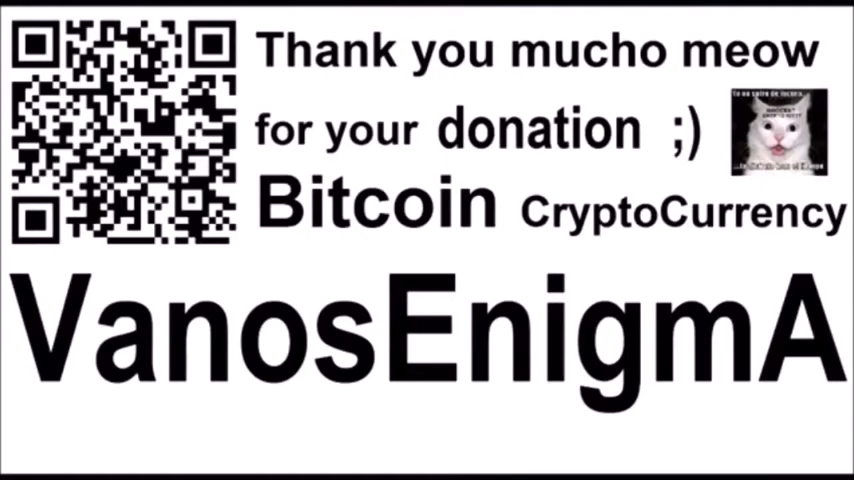 Thank you mucho meow
for your donation ;)
Bitcoin CryptoCurrency
VanosEnigmA